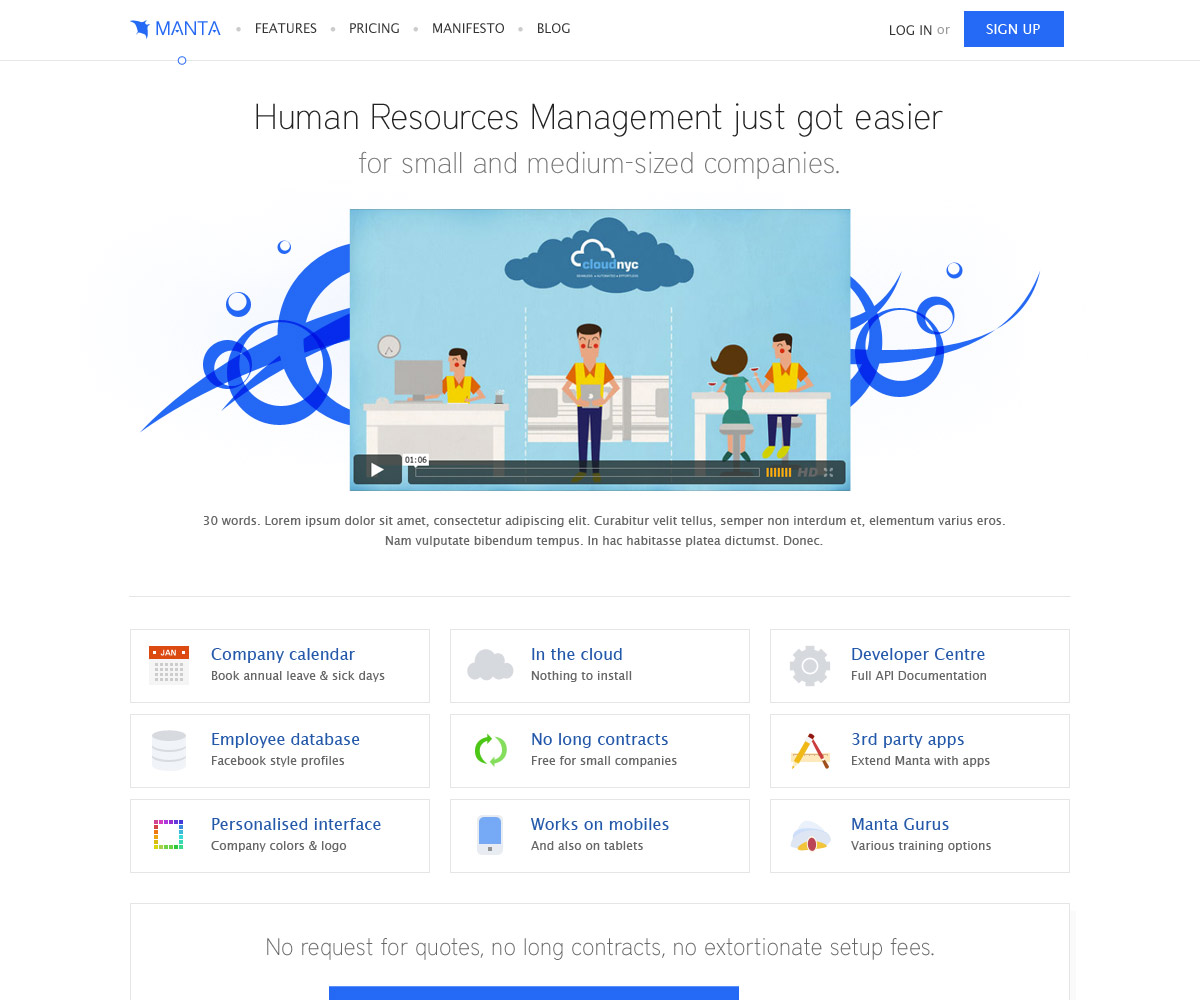 MANTA • FEATURES • PRICING • MANIFESTO • BLOG
LOG IN or SIGN UP
Human Resources Management just got easier
for small and medium-sized companies.
cloudnyc
01:06
HD
30 words. Lorem ipsum dolor sit amet, consectetur adipiscing elit. Curabitur velit tellus, semper non interdum et, elementum varius eros.
Nam vulputate bibendum tempus. In hac habitasse platea dictumst. Donec.
JAN
Company calendar
Book annual leave & sick days
In the cloud
Nothing to install
Developer Centre
Full API Documentation
Employee database
Facebook style profiles
No long contracts
Free for small companies
3rd party apps
Extend Manta with apps
Personalised interface
Company colors & logo
Works on mobiles
And also on tablets
Manta Gurus
Various training options
No request for quotes, no long contracts, no extortionate setup fees.